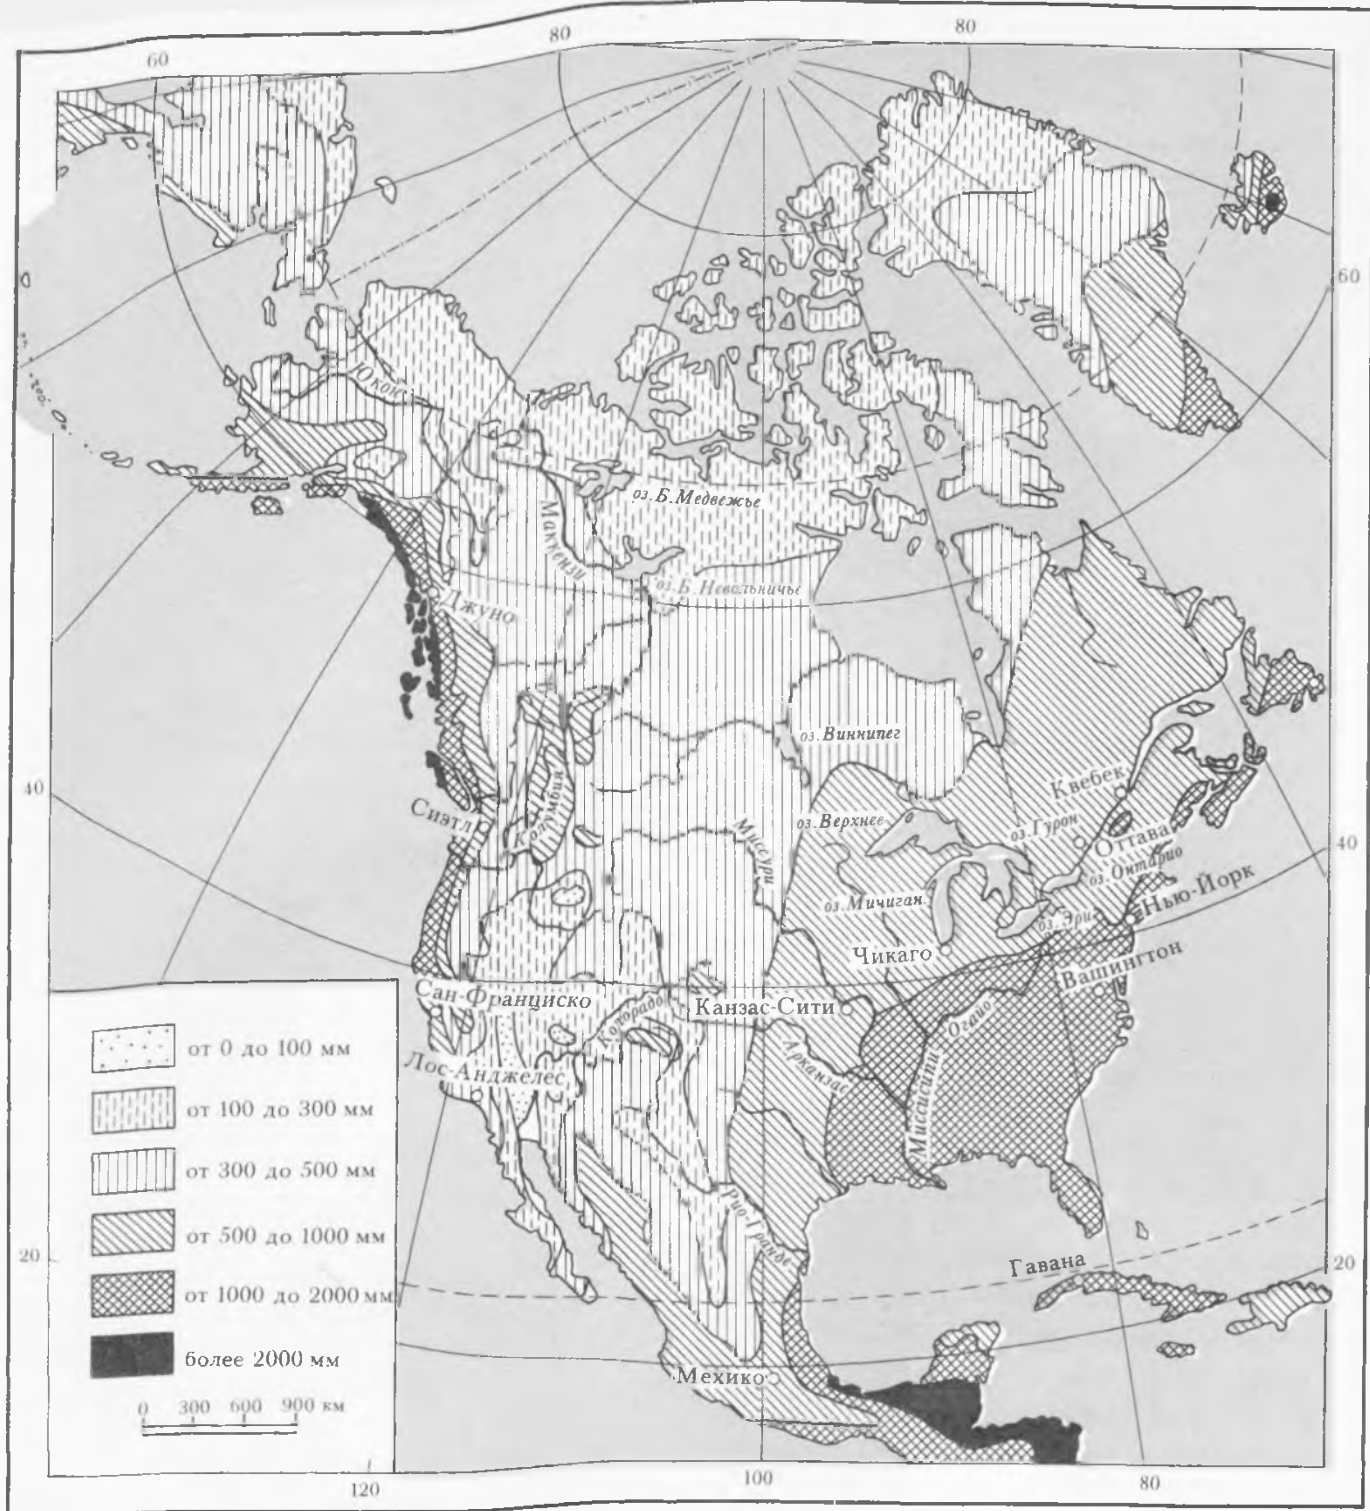 60
80
80
60
40
20
60
40
20
Юкон
оз.Б.Медвежье
Маккензи
оз.Б.Невольничье
Джуно
оз.Виннипег
Квебек
Сиэтл
Колумбия
оз.Верхнее
Миссури
оз.Гурон
Оттава
оз.Онтарио
оз.Мичиган
Нью-Йорк
оз.Эри
Чикаго
Вашингтон
Сан-Франциско
Колорадо
Канзас-Сити
Огайо
Арканзас
Лос-Анджелес
Миссисипи
Рио-Гранде
Гавана
Мехико
от 0 до 100 мм
от 100 до 300 мм
от 300 до 500 мм
от 500 до 1000 мм
от 1000 до 2000 мм
более 2000 мм
0 300 600 900 км
120
100
80